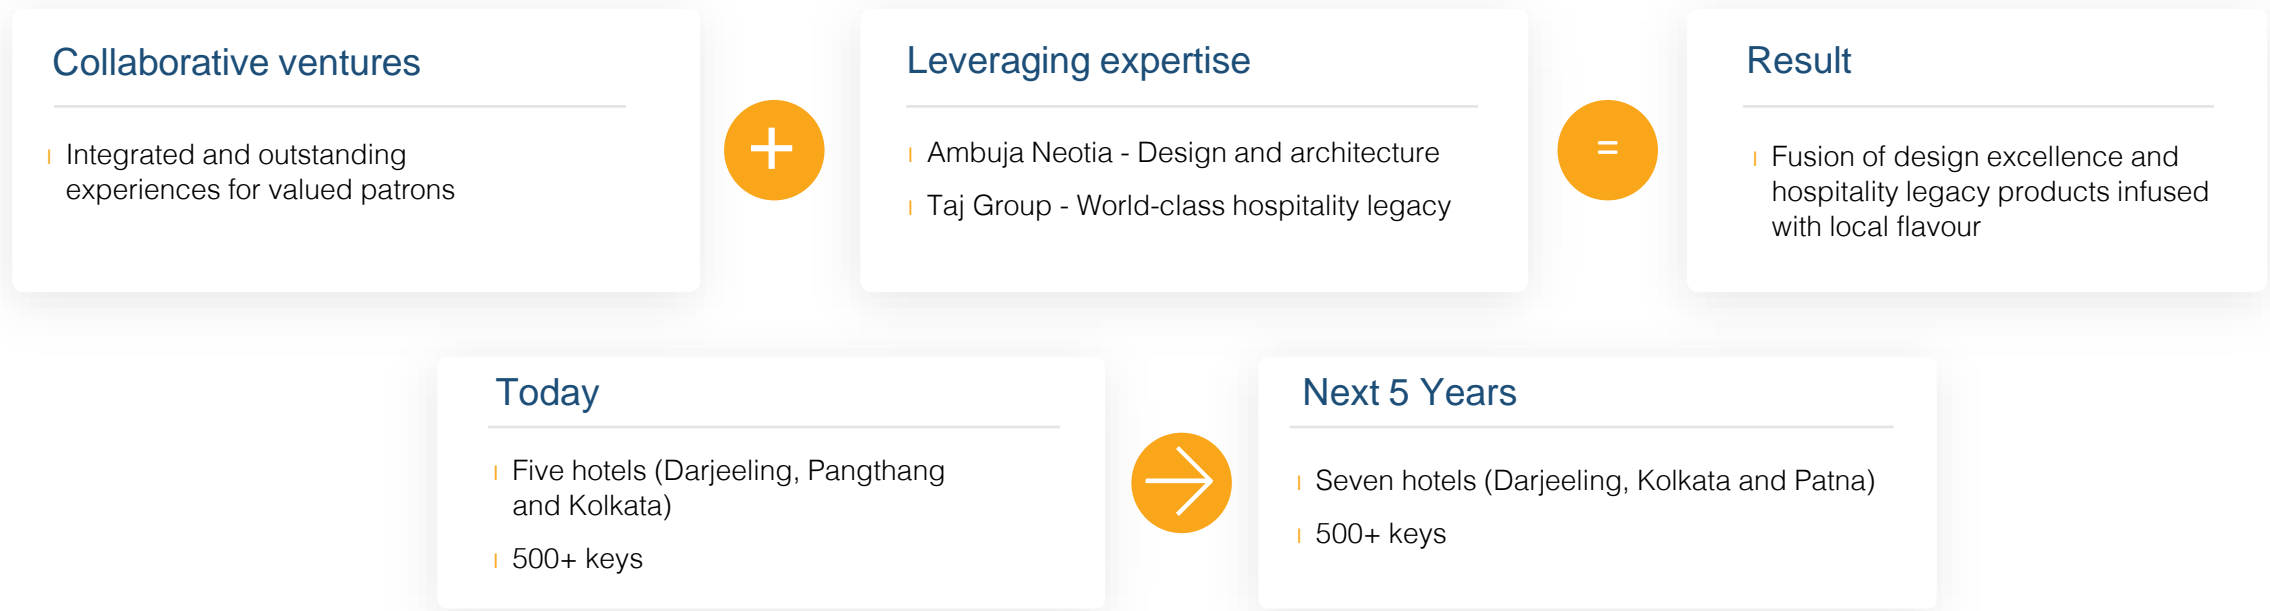 Collaborative ventures
Integrated and outstanding
experiences for valued patrons
+
Leveraging expertise
Ambuja Neotia - Design and architecture
Taj Group - World-class hospitality legacy
=
Result
Fusion of design excellence and
hospitality legacy products infused
with local flavour
Today
Five hotels (Darjeeling, Pangthang
and Kolkata)
500+ keys
Next 5 Years
Seven hotels (Darjeeling, Kolkata and Patna)
500+ keys